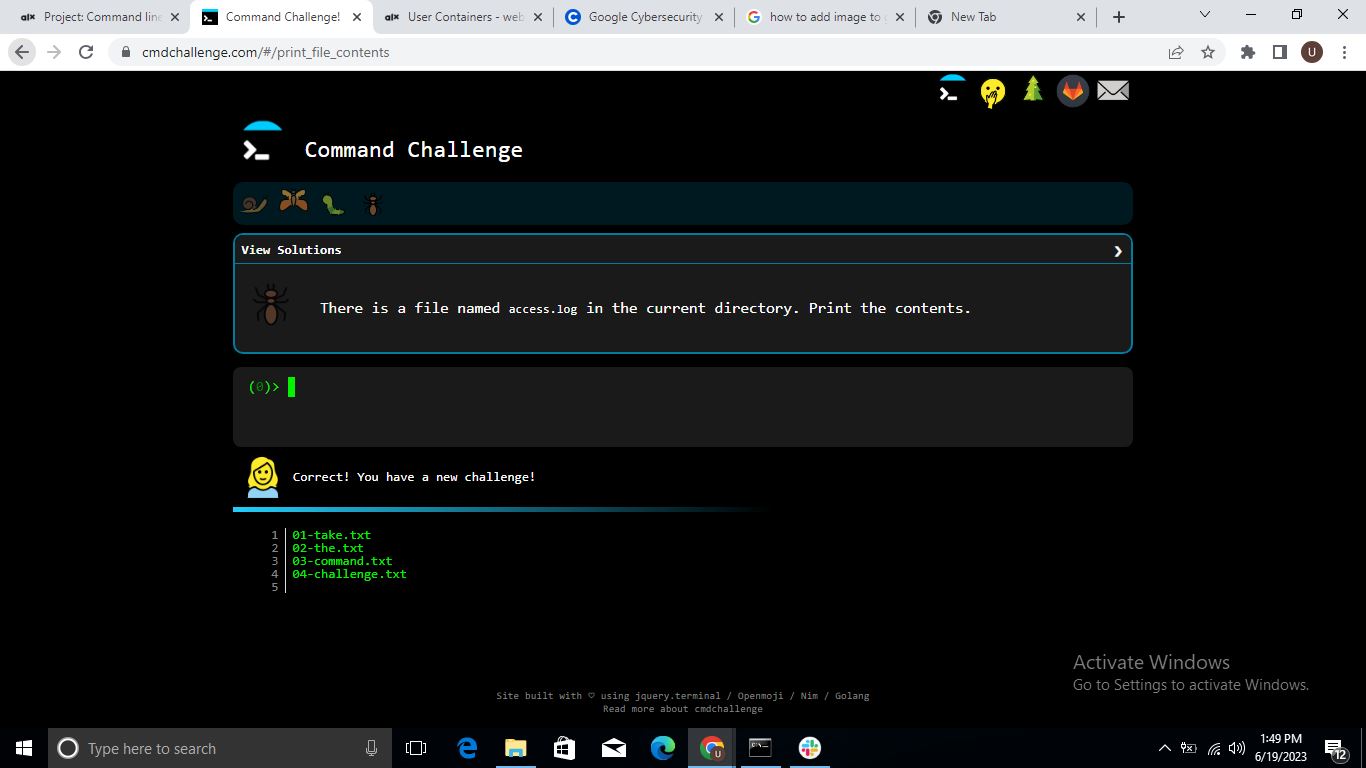 alx Project: Command line
Command Challenge!
alx User Containers - web
Google Cybersecurity
how to add image to
New Tab
cmdchallenge.com/#/print_file_contents
U
Command Challenge
View Solutions
There is a file named access.log in the current directory. Print the contents.
(0)>
Correct! You have a new challenge!
1 01-take.txt
2 02-the.txt
3 03-command.txt
4 04-challenge.txt
5
Activate Windows
Go to Settings to activate Windows.
Site built with ♡ using jquery.terminal / Openmoji / Nim / Golang
Read more about cmdchallenge
Type here to search
1:49 PM
6/19/2023
12